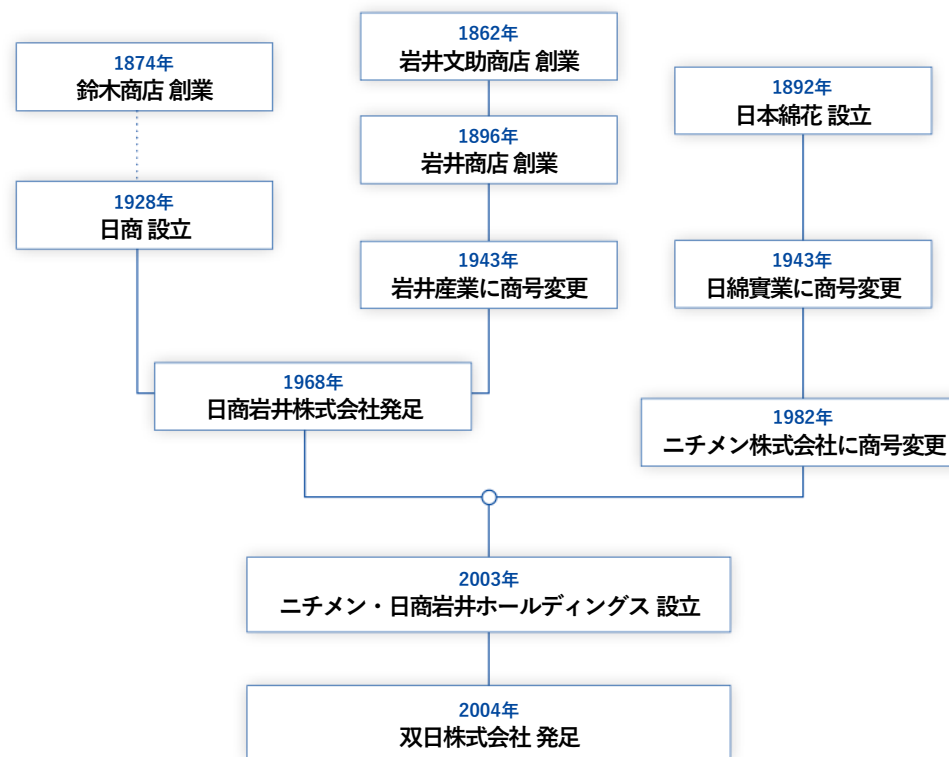 1874年
鈴木商店 創業
1928年
日商 設立
1862年
岩井文助商店 創業
1896年
岩井商店 創業
1943年
岩井産業に商号変更
1892年
日本綿花 設立
1943年
日綿實業に商号変更
1982年
ニチメン株式会社に商号変更
1968年
日商岩井株式会社発足
2003年
ニチメン・日商岩井ホールディングス 設立
2004年
双日株式会社 発足